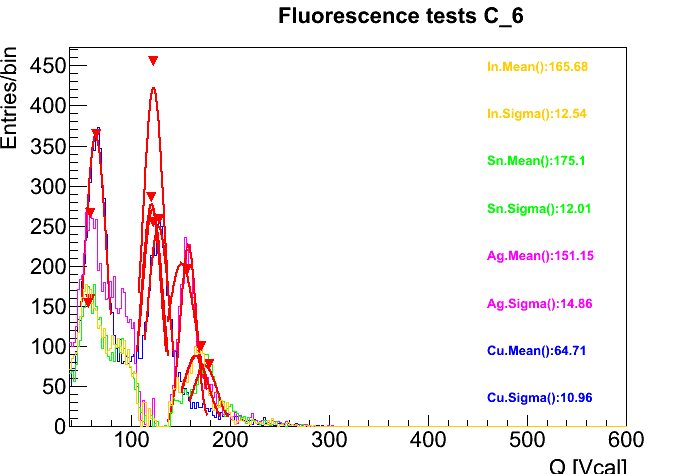 Fluorescence tests C_6
Entries/bin
450
400
350
300
250
200
150
100
50
0
100
200
300
400
500
600
Q [Vcal]
In.Mean():165.68
In.Sigma():12.54
Sn.Mean():175.1
Sn.Sigma():12.01
Ag.Mean():151.15
Ag.Sigma():14.86
Cu.Mean():64.71
Cu.Sigma():10.96